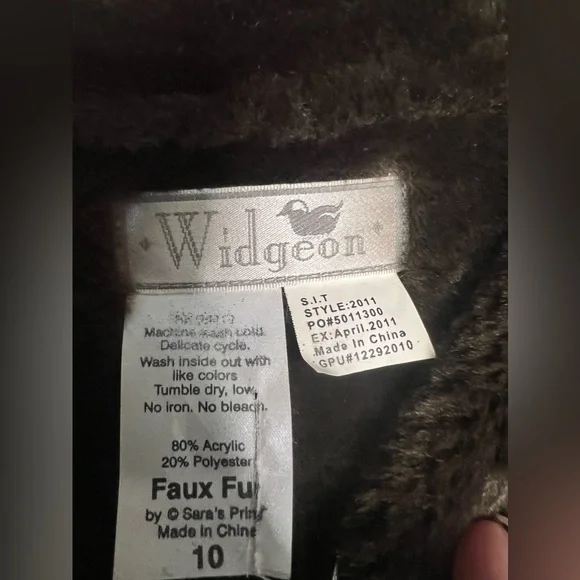 Widgeon
S.I.T
STYLE:2011
PO#5011300
EX:April.2011
Made In China
GPU#12292010
Machine wash cold.
Delicate cycle.
Wash inside out with
like colors
Tumble dry, low,
No iron. No bleach.
80% Acrylic
20% Polyester
Faux Fu
by © Sara's Prin
Made in China
10